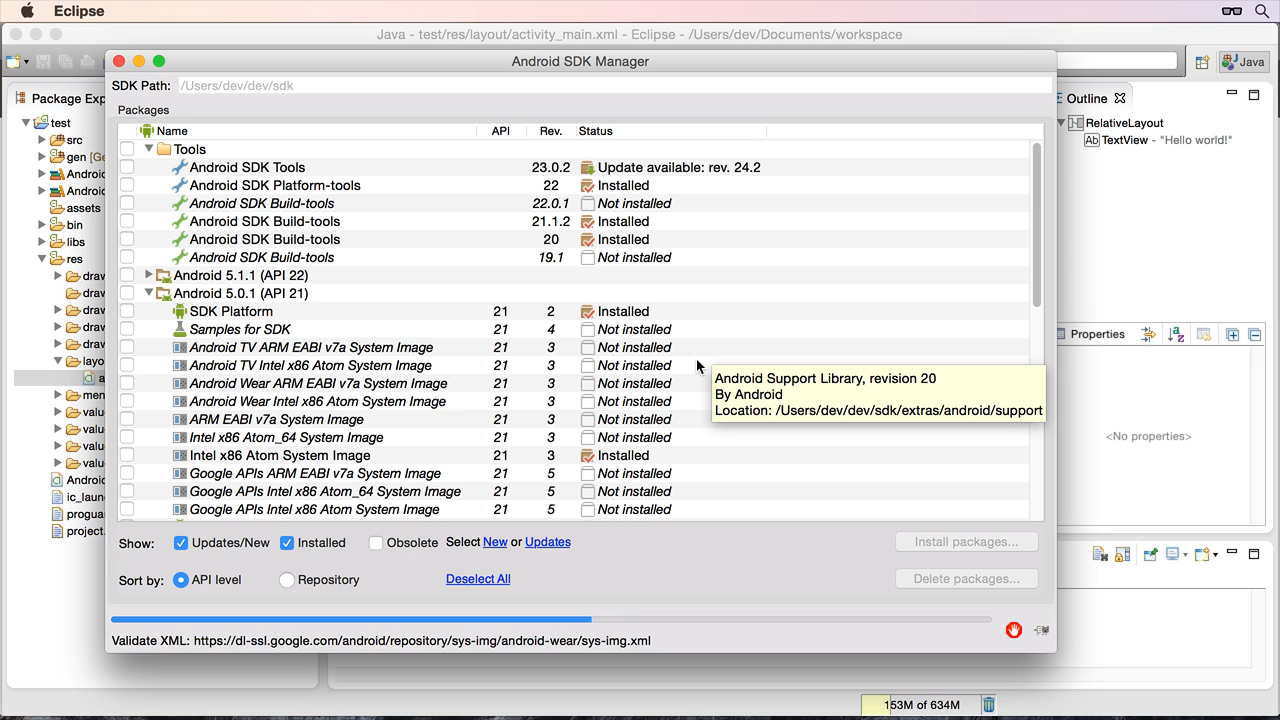 Eclipse
Java - test/res/layout/activity_main.xml - Eclipse - /Users/dev/Documents/workspace
Java
Android SDK Manager
SDK Path: /Users/dev/dev/sdk
Packages
Name API Rev. Status
Tools
Android SDK Tools 23.0.2 Update available: rev. 24.2
Android SDK Platform-tools 22 Installed
Android SDK Build-tools 22.0.1 Not installed
Android SDK Build-tools 21.1.2 Installed
Android SDK Build-tools 20 Installed
Android SDK Build-tools 19.1 Not installed
Android 5.1.1 (API 22)
Android 5.0.1 (API 21)
SDK Platform 21 2 Installed
Samples for SDK 21 4 Not installed
Android TV ARM EABI v7a System Image 21 3 Not installed
Android TV Intel x86 Atom System Image 21 3 Not installed
Android Wear ARM EABI v7a System Image 21 3 Not installed
Android Wear Intel x86 Atom System Image 21 3 Not installed
ARM EABI v7a System Image 21 3 Not installed
Intel x86 Atom_64 System Image 21 3 Not installed
Intel x86 Atom System Image 21 3 Installed
Google APIs ARM EABI v7a System Image 21 5 Not installed
Google APIs Intel x86 Atom_64 System Image 21 5 Not installed
Google APIs Intel x86 Atom System Image 21 5 Not installed
Android Support Library, revision 20
By Android
Location: /Users/dev/dev/sdk/extras/android/support
Show: Updates/New Installed Obsolete Select New or Updates
Install packages...
Sort by: API level Repository Deselect All
Delete packages...
Validate XML: https://dl-ssl.google.com/android/repository/sys-img/android-wear/sys-img.xml
Package Exp
test
src
gen [Ge
Android
Android
assets
bin
libs
res
draw
draw
draw
draw
draw
layo
a
men
valu
valu
valu
valu
Android
ic_laun
progua
project.
Outline
RelativeLayout
Ab TextView - "Hello world!"
Properties
<No properties>
153M of 634M